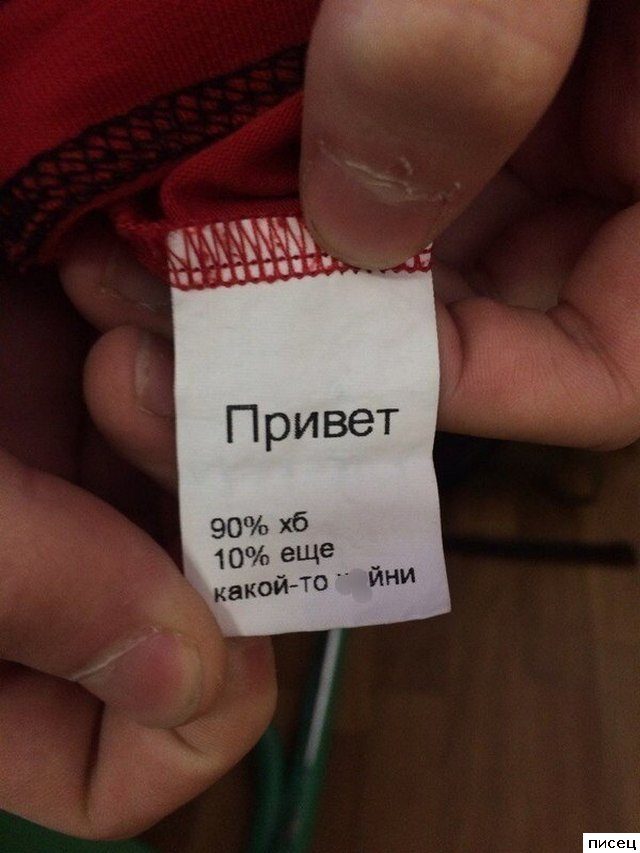 Привет
90% хб
10% еще
какой-то
писец